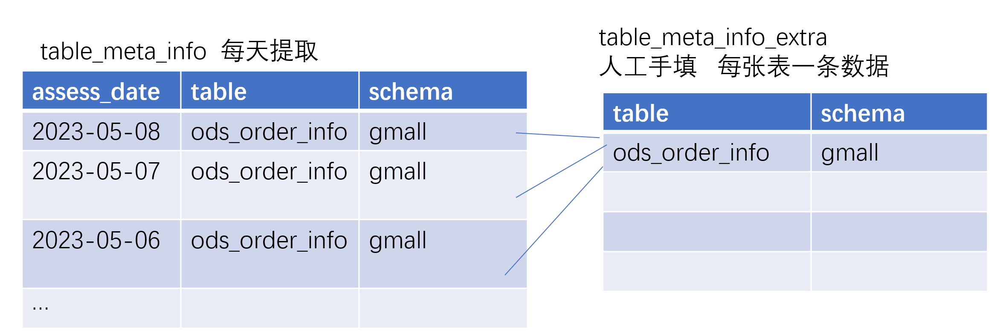 table_meta_info 每天提取
assess_date table schema
2023-05-08 ods_order_info gmall
2023-05-07 ods_order_info gmall
2023-05-06 ods_order_info gmall
...
table_meta_info_extra
人工手填 每张表一条数据
table schema
ods_order_info gmall